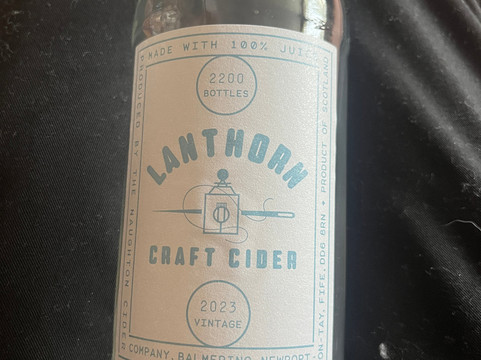 MADE WITH 100% JUICE
2200
BOTTLES
LANTHORN
CRAFT CIDER
2023
VINTAGE
PRODUCED BY THE NAUGHTON CIDER
COMPANY, BALMERINO, NEWPORT-
ON-TAY, FIFE, DD6 8RN + PRODUCT OF SCOTLAND